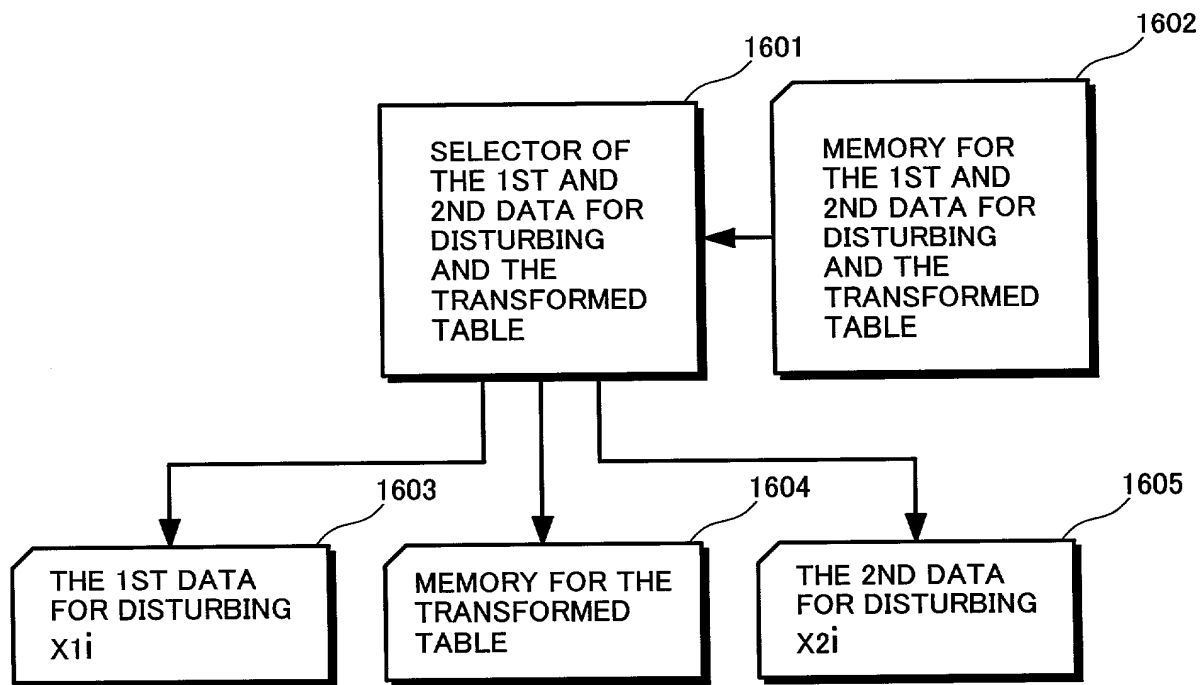 1601
1602
SELECTOR OF
THE 1ST AND
2ND DATA FOR
DISTURBING
AND THE
TRANSFORMED
TABLE
MEMORY FOR
THE 1ST AND
2ND DATA FOR
DISTURBING
AND THE
TRANSFORMED
TABLE
1603
1604
1605
THE 1ST DATA
FOR DISTURBING
X1i
MEMORY FOR THE
TRANSFORMED
TABLE
THE 2ND DATA
FOR DISTURBING
X2i